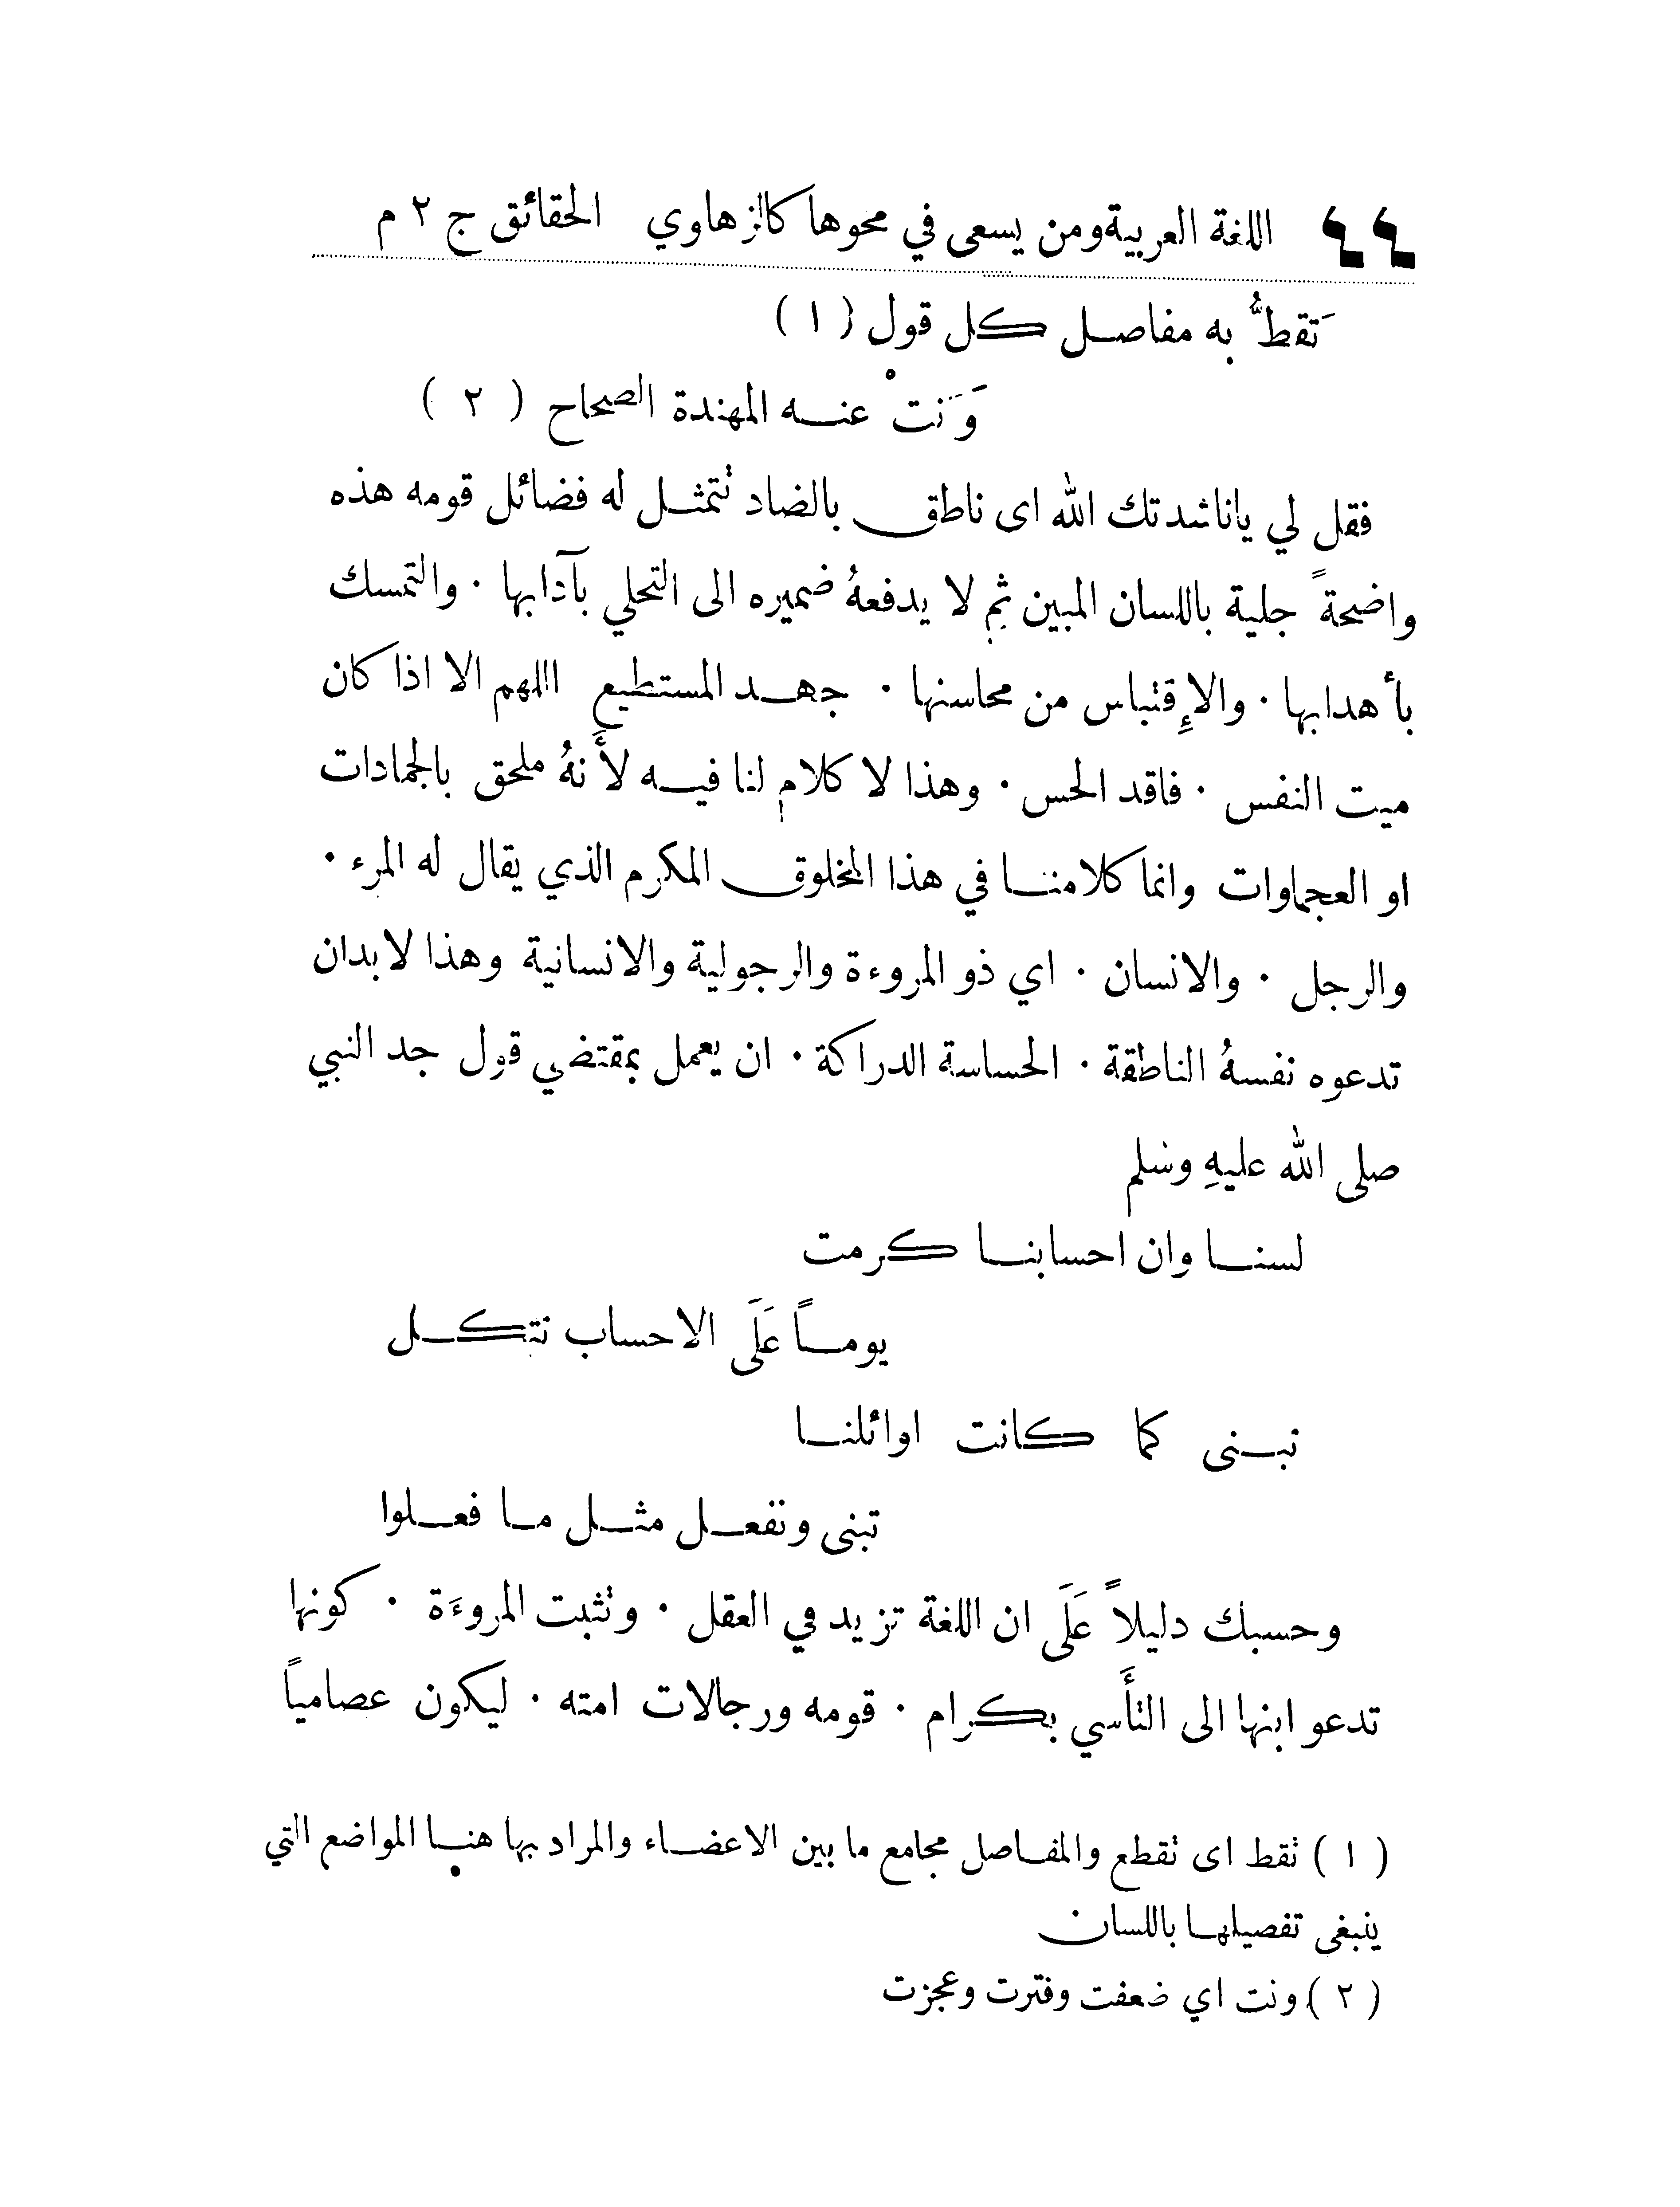 ٤٤ اللغة العربية ومن يسعى في محوها كالزهاوي الحقائق ج ٢ م
تَقطُّ به مفاصل كل قول (١)
وَنتْ عنه المهندة الصحاح (٢)
فقل لي ياناشدتك الله اى ناطق بالضاد تتمثل له فضائل قومه هذه
واضحةً جلية باللسان المبين ثم لا يدفعهُ ضميره الى التحلي بآدابها · والتمسك
بأهدابها · والإقتباس من محاسنها · جهد المستطيع اللهم الا اذا كان
ميت النفس · فاقد الحس · وهذا لا كلام لنا فيه لأَنهُ ملحق بالجمادات
او العجماوات وانما كلامنا في هذا المخلوق المكرم الذي يقال له المرء ·
والرجل · والانسان · اي ذو المروءة والرجولية والانسانية وهذا لابدان
تدعوه نفسهُ الناطقة · الحساسة الدراكة · ان يعمل بمقتضي قول جد النبي
صلى الله عليهِ وسلم
لسنا وان احسابنا كرمت
يوماً عَلَى الاحساب نتكل
نبنى كما كانت اوائلنا
تبنى ونفعل مثل ما فعلوا
وحسبك دليلاً عَلَى ان اللغة تزيد في العقل · وتثبت المروءَة · كونها
تدعو ابنها الى التأَسي بكرام · قومه ورجالات امته · ليكون عصامياً
(١) تقط اى تقطع والمفاصل مجامع ما بين الاعضاء والمراد بها هنا المواضع التي
ينبغى تفصيلها باللسان
(٢) ونت اي ضعفت وفترت وعجزت